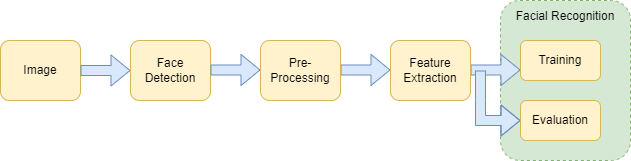 Facial Recognition
Image
Face
Detection
Pre-
Processing
Feature
Extraction
Training
Evaluation